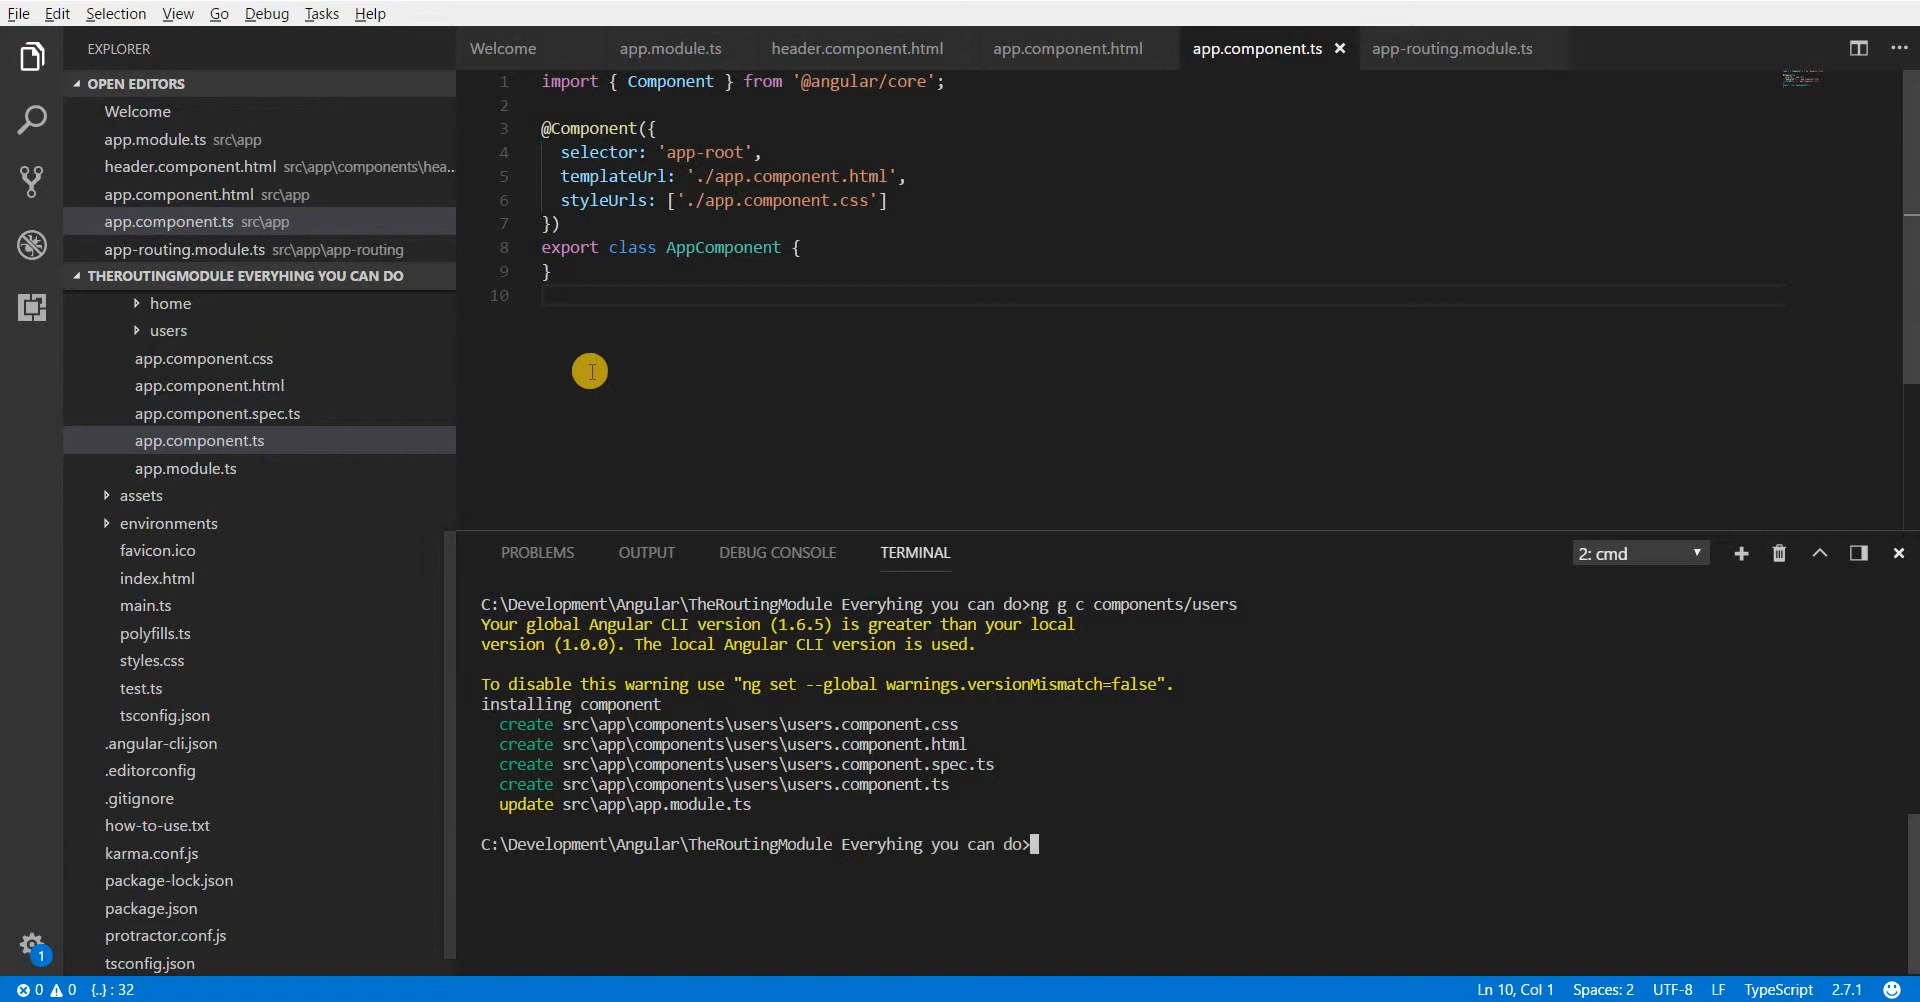 File Edit Selection View Go Debug Tasks Help
EXPLORER
OPEN EDITORS
Welcome
app.module.ts src\app
header.component.html src\app\components\hea...
app.component.html src\app
app.component.ts src\app
app-routing.module.ts src\app\app-routing
THEROUTINGMODULE EVERYHING YOU CAN DO
home
users
app.component.css
app.component.html
app.component.spec.ts
app.component.ts
app.module.ts
assets
environments
favicon.ico
index.html
main.ts
polyfills.ts
styles.css
test.ts
tsconfig.json
.angular-cli.json
.editorconfig
.gitignore
how-to-use.txt
karma.conf.js
package-lock.json
package.json
protractor.conf.js
tsconfig.json
1
Welcome app.module.ts header.component.html app.component.html app.component.ts × app-routing.module.ts
1 import { Component } from '@angular/core';
2
3 @Component({
4 selector: 'app-root',
5 templateUrl: './app.component.html',
6 styleUrls: ['./app.component.css']
7 })
8 export class AppComponent {
9 }
10
PROBLEMS OUTPUT DEBUG CONSOLE TERMINAL 2: cmd
C:\Development\Angular\TheRoutingModule Everyhing you can do>ng g c components/users
Your global Angular CLI version (1.6.5) is greater than your local
version (1.0.0). The local Angular CLI version is used.
To disable this warning use "ng set --global warnings.versionMismatch=false".
installing component
create src\app\components\users\users.component.css
create src\app\components\users\users.component.html
create src\app\components\users\users.component.spec.ts
create src\app\components\users\users.component.ts
update src\app\app.module.ts
C:\Development\Angular\TheRoutingModule Everyhing you can do>
0 0 {..} : 32 Ln 10, Col 1 Spaces: 2 UTF-8 LF TypeScript 2.7.1